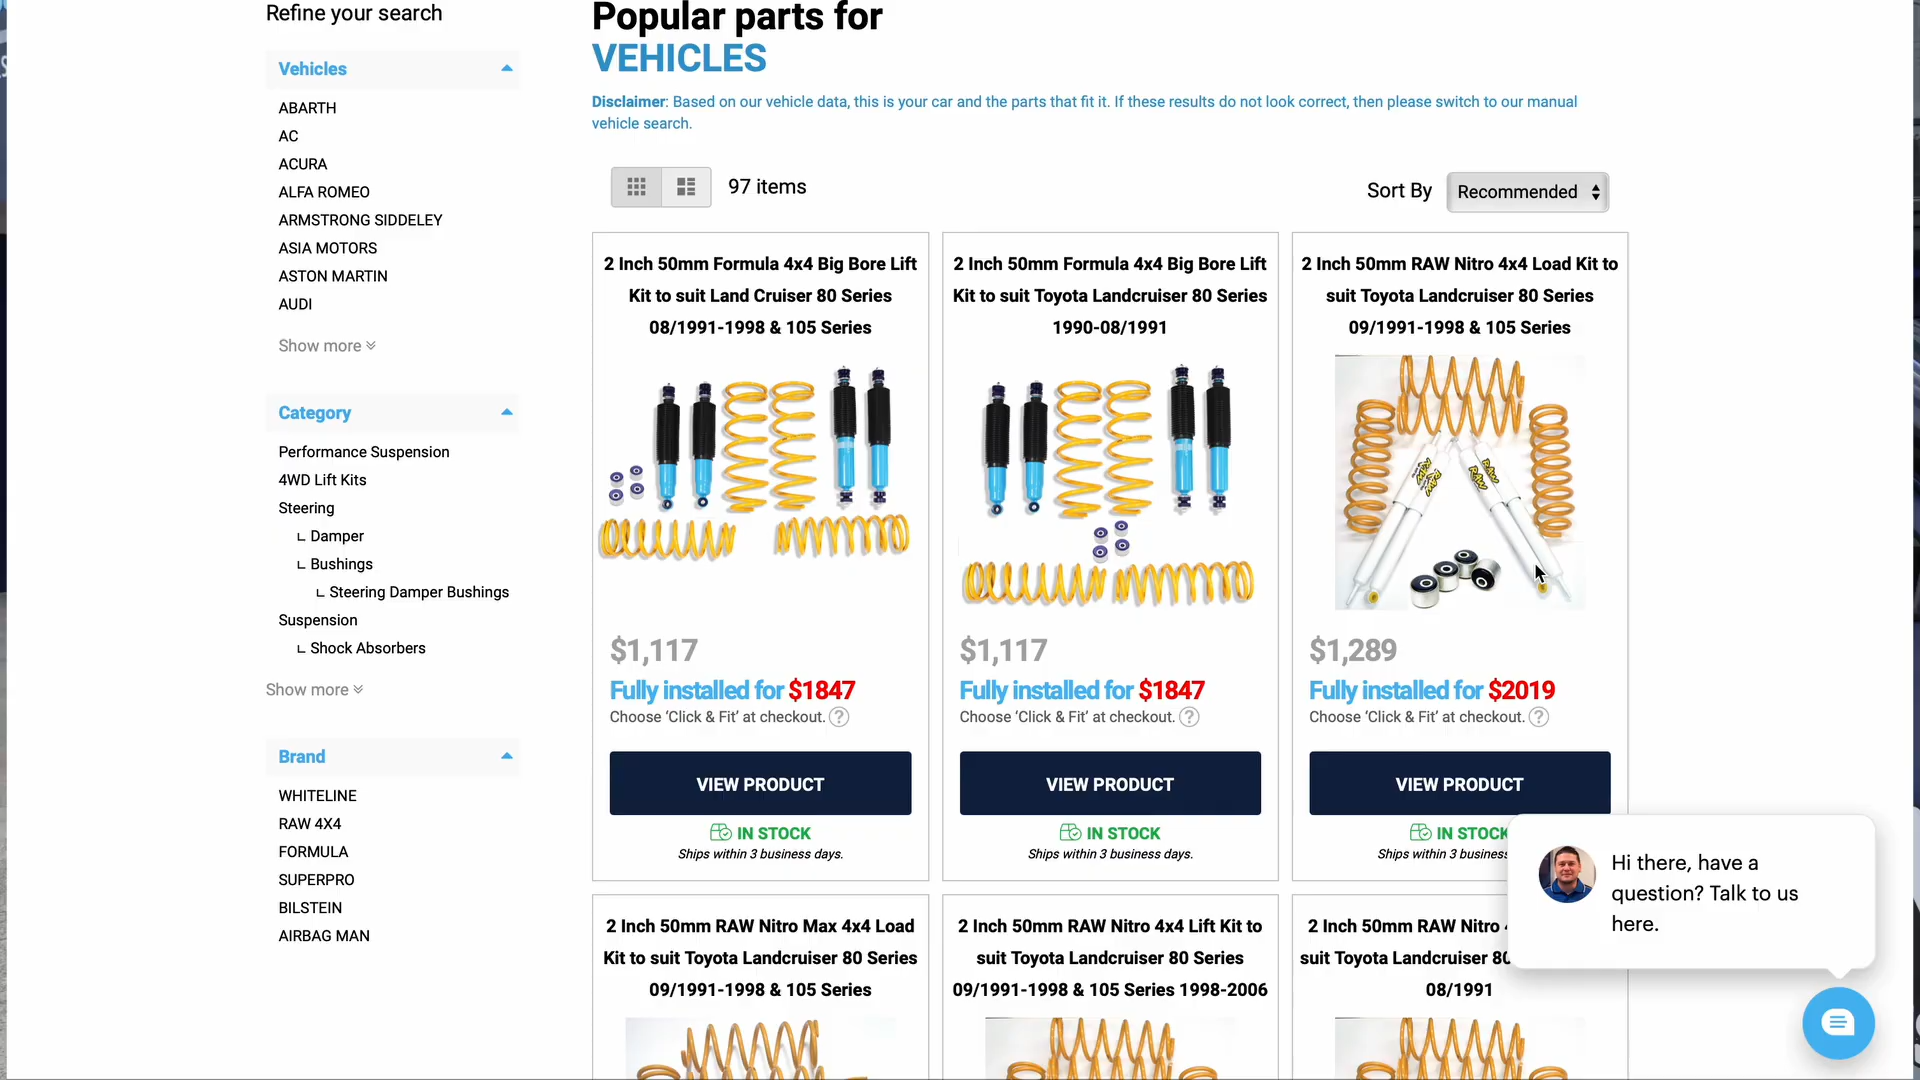 Refine your search
Vehicles
ABARTH
AC
ACURA
ALFA ROMEO
ARMSTRONG SIDDELEY
ASIA MOTORS
ASTON MARTIN
AUDI
Show more
Category
Performance Suspension
4WD Lift Kits
Steering
Damper
Bushings
Steering Damper Bushings
Suspension
Shock Absorbers
Show more
Brand
WHITELINE
RAW 4X4
FORMULA
SUPERPRO
BILSTEIN
AIRBAG MAN
Popular parts for
VEHICLES
Disclaimer: Based on our vehicle data, this is your car and the parts that fit it. If these results do not look correct, then please switch to our manual
vehicle search.
97 items
Sort By
Recommended
2 Inch 50mm Formula 4x4 Big Bore Lift
Kit to suit Land Cruiser 80 Series
08/1991-1998 & 105 Series
$1,117
Fully installed for $1847
Choose ‘Click & Fit’ at checkout. ?
VIEW PRODUCT
IN STOCK
Ships within 3 business days.
2 Inch 50mm Formula 4x4 Big Bore Lift
Kit to suit Toyota Landcruiser 80 Series
1990-08/1991
$1,117
Fully installed for $1847
Choose ‘Click & Fit’ at checkout. ?
VIEW PRODUCT
IN STOCK
Ships within 3 business days.
2 Inch 50mm RAW Nitro 4x4 Load Kit to
suit Toyota Landcruiser 80 Series
09/1991-1998 & 105 Series
RAW
RAW
$1,289
Fully installed for $2019
Choose ‘Click & Fit’ at checkout. ?
VIEW PRODUCT
IN STOCK
Ships within 3 business
2 Inch 50mm RAW Nitro Max 4x4 Load
Kit to suit Toyota Landcruiser 80 Series
09/1991-1998 & 105 Series
2 Inch 50mm RAW Nitro 4x4 Lift Kit to
suit Toyota Landcruiser 80 Series
09/1991-1998 & 105 Series 1998-2006
2 Inch 50mm RAW Nitro
suit Toyota Landcruiser
08/1991
Hi there, have a
question? Talk to us
here.